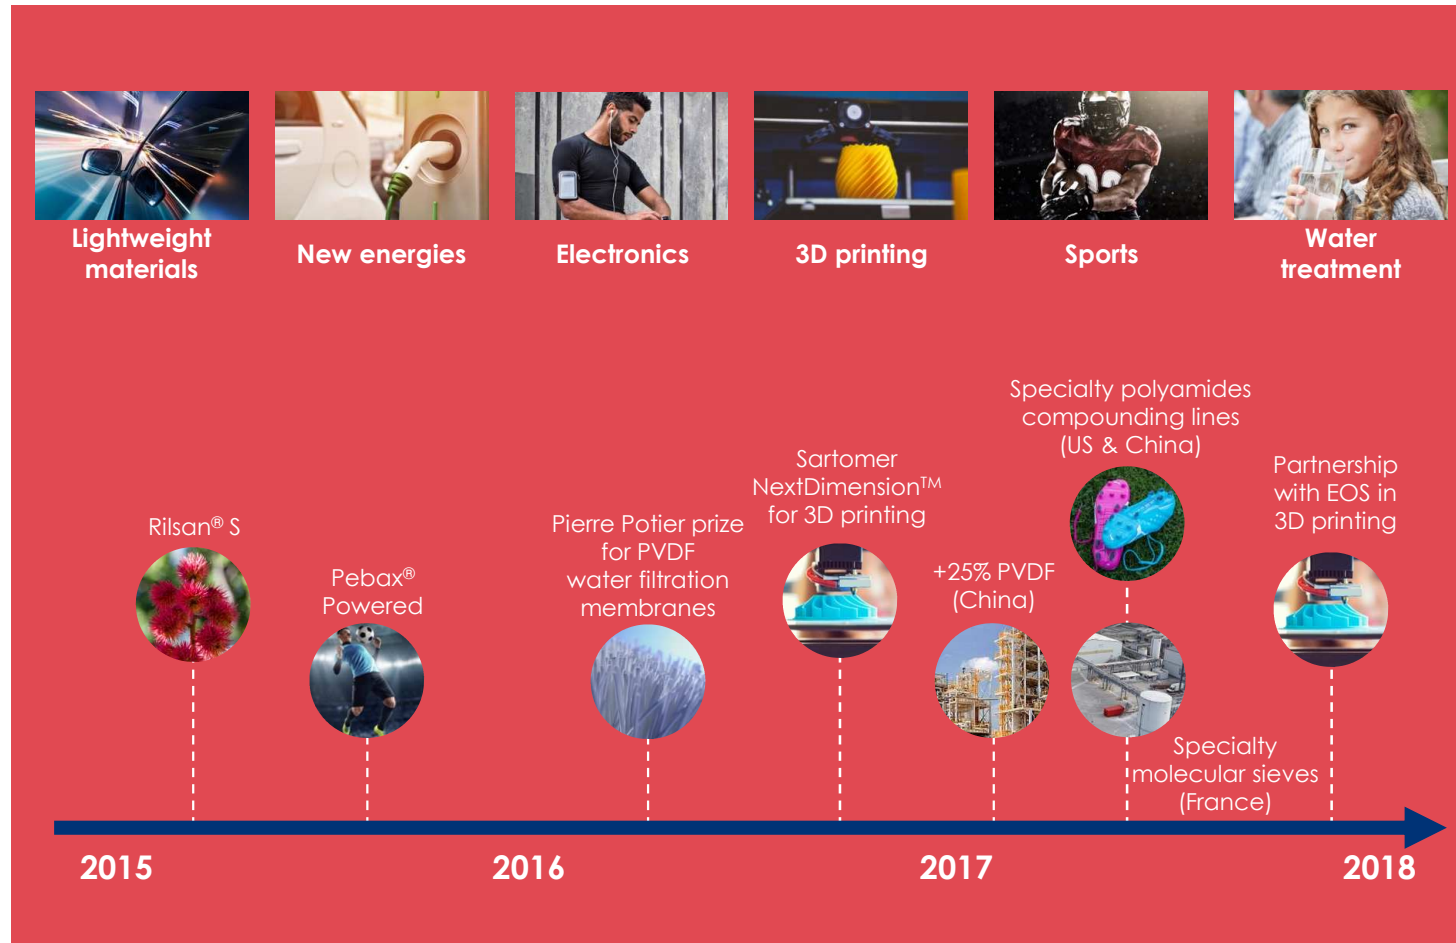 Lightweight
materials
New energies
Electronics
3D printing
Sports
Water
treatment
Rilsan® S
Pebax®
Powered
Pierre Potier prize
for PVDF
water filtration
membranes
Sartomer
NextDimension™
for 3D printing
+25% PVDF
(China)
Specialty polyamides
compounding lines
(US & China)
Specialty
molecular sieves
(France)
Partnership
with EOS in
3D printing
2015
2016
2017
2018